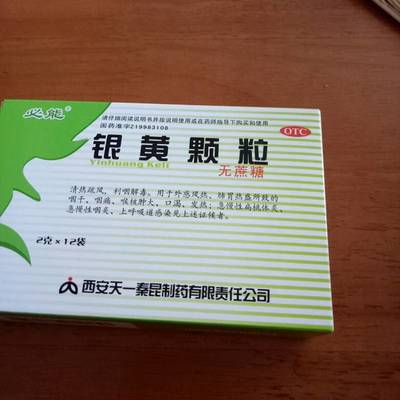 必能®
请仔细阅读说明书并按说明使用或在药师指导下购买和使用
国药准字Z19983108
OTC
银黄颗粒
Yinhuang Keli
无蔗糖
清热疏风，利咽解毒。用于外感风热、肺胃热盛所致的
咽干、咽痛、喉核肿大、口渴、发热；急慢性扁桃体炎、
急慢性咽炎、上呼吸道感染见上述证候者。
2克×12袋
西安天一秦昆制药有限责任公司